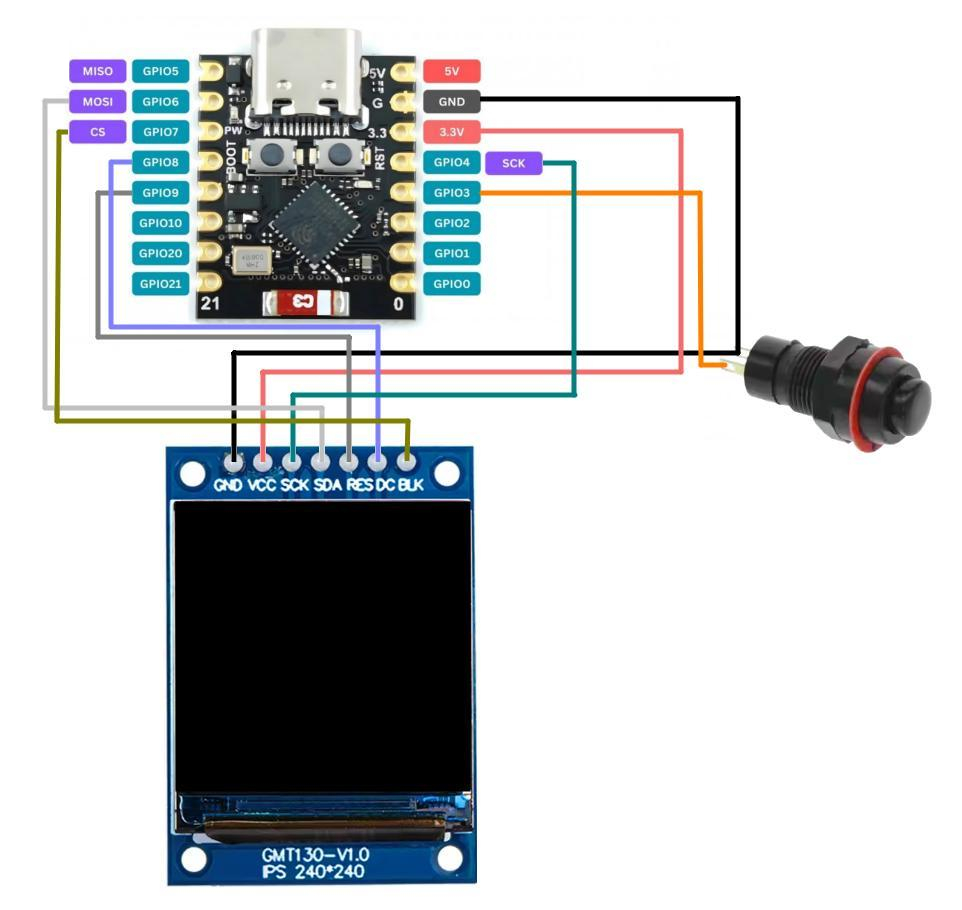 MISO GPIO5 5V 5V
MOSI GPIO6 G GND
CS GPIO7 PW 3.3 3.3V
GPIO8 BOOT RST GPIO4 SCK
GPIO9 GPIO3
GPIO10 GPIO2
GPIO20 GPIO1
GPIO21 GPIO0
21 C3 0
GND VCC SCK SDA RES DC BLK
GMT130-V1.0
IPS 240*240